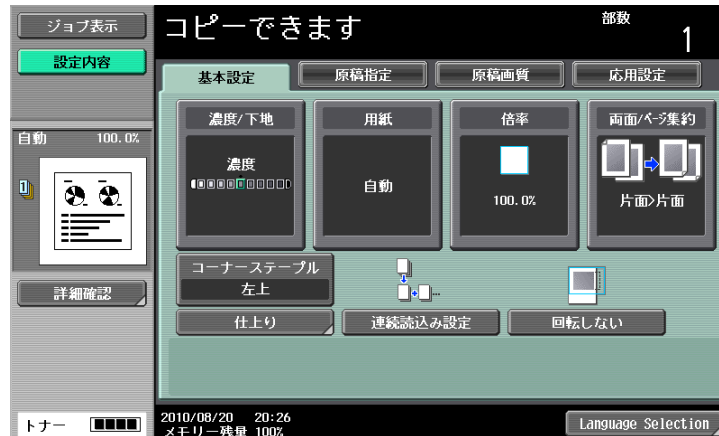 ジョブ表示
コピーできます
部数
1
設定内容
基本設定
原稿指定
原稿画質
応用設定
濃度/下地
用紙
倍率
両面/ページ集約
自動 100.0%
濃度
自動
100.0%
片面>片面
1
コーナーステープル
左上
詳細確認
仕上り
連続読込み設定
回転しない
トナー
2010/08/20 20:26
メモリー残量 100%
Language Selection